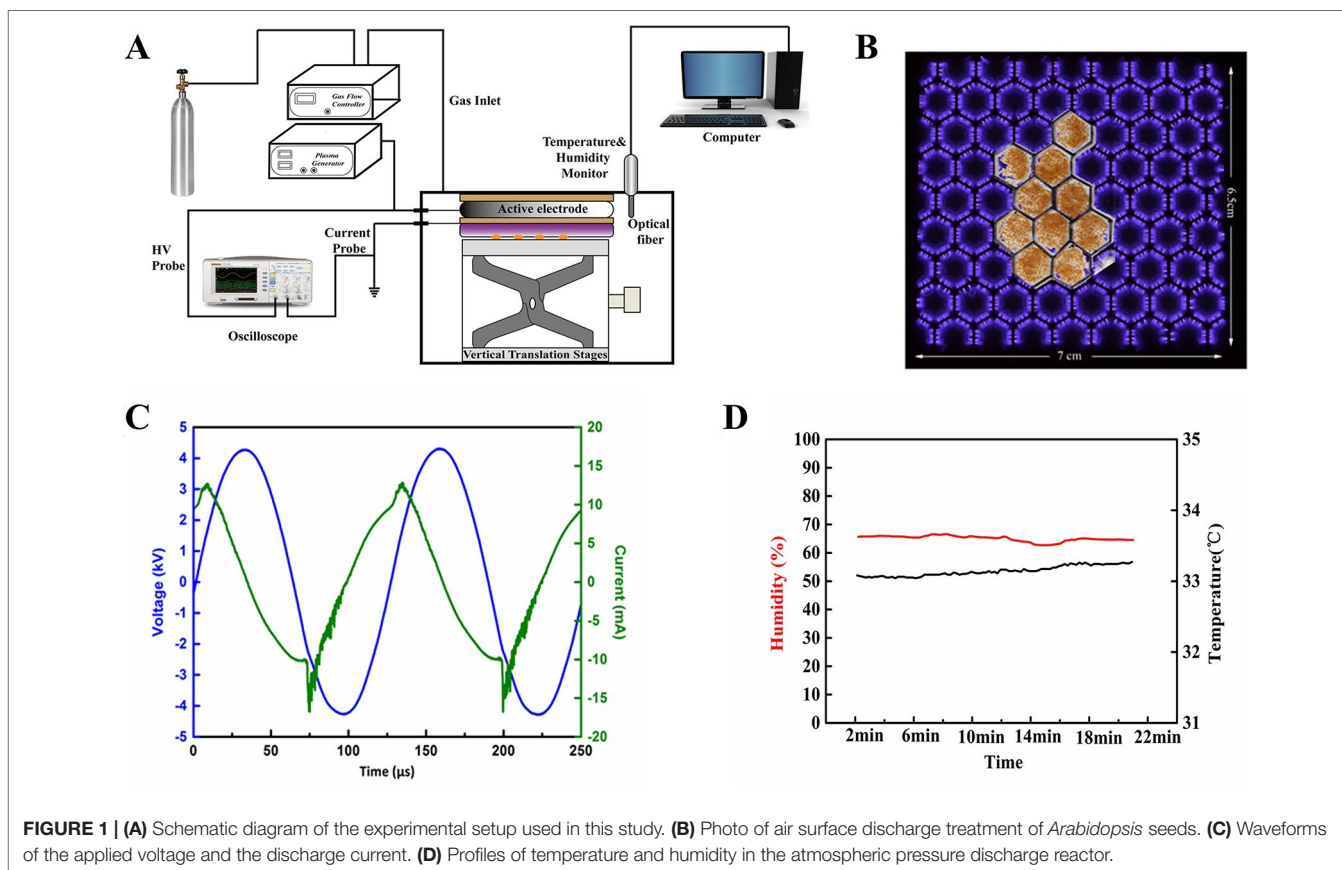 A
Gas Flow
Controller
Plasma
Generator
Gas Inlet
Temperature&
Humidity
Monitor
Computer
Active electrode
Optical
fiber
HV
Probe
Current
Probe
Oscilloscope
Vertical Translation Stages
B
6.5cm
7 cm
C
Voltage (kV)
5
4
3
2
1
0
-1
-2
-3
-4
-5
Current (mA)
20
15
10
5
0
-5
-10
-15
-20
0 50 100 150 200 250
Time (μs)
D
Humidity (%)
100
90
80
70
60
50
40
30
20
10
0
Temperature(℃)
35
34
33
32
31
2min 6min 10min 14min 18min 22min
Time
FIGURE 1 | (A) Schematic diagram of the experimental setup used in this study. (B) Photo of air surface discharge treatment of Arabidopsis seeds. (C) Waveforms
of the applied voltage and the discharge current. (D) Profiles of temperature and humidity in the atmospheric pressure discharge reactor.